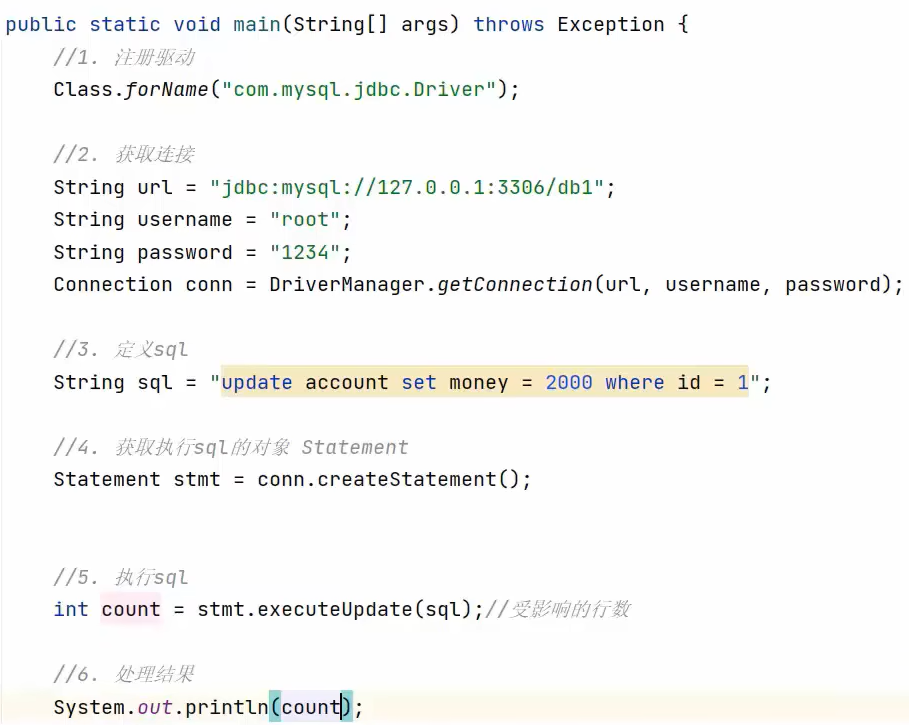 public static void main(String[] args) throws Exception {
//1. 注册驱动
Class.forName("com.mysql.jdbc.Driver");
//2. 获取连接
String url = "jdbc:mysql://127.0.0.1:3306/db1";
String username = "root";
String password = "1234";
Connection conn = DriverManager.getConnection(url, username, password);
//3. 定义sql
String sql = "update account set money = 2000 where id = 1";
//4. 获取执行sql的对象 Statement
Statement stmt = conn.createStatement();
//5. 执行sql
int count = stmt.executeUpdate(sql);//受影响的行数
//6. 处理结果
System.out.println(count);